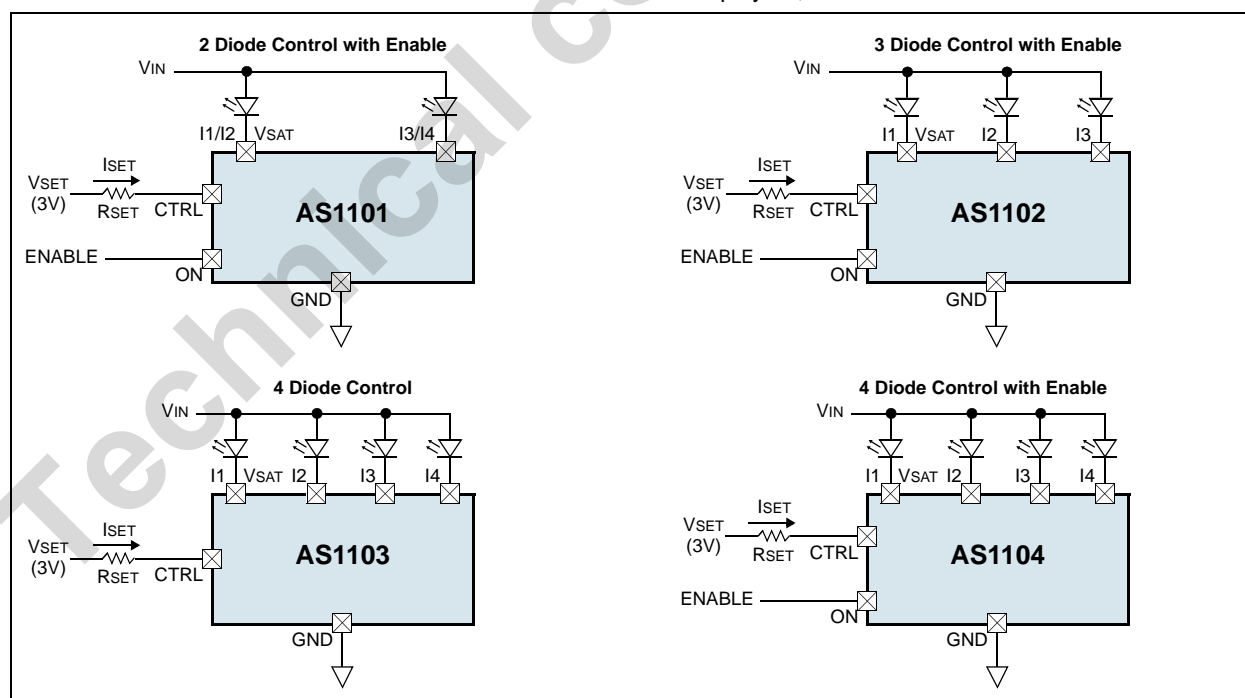 2 Diode Control with Enable
VIN
I1/I2 VSAT I3/I4
ISET
VSET
(3V)
RSET CTRL
AS1101
ENABLE
ON
GND
3 Diode Control with Enable
VIN
I1 VSAT I2 I3
ISET
VSET
(3V)
RSET CTRL
AS1102
ENABLE
ON
GND
4 Diode Control
VIN
I1 VSAT I2 I3 I4
ISET
VSET
(3V)
RSET CTRL
AS1103
GND
4 Diode Control with Enable
VIN
I1 VSAT I2 I3 I4
ISET
VSET
(3V)
RSET CTRL
AS1104
ENABLE
ON
GND
Technical